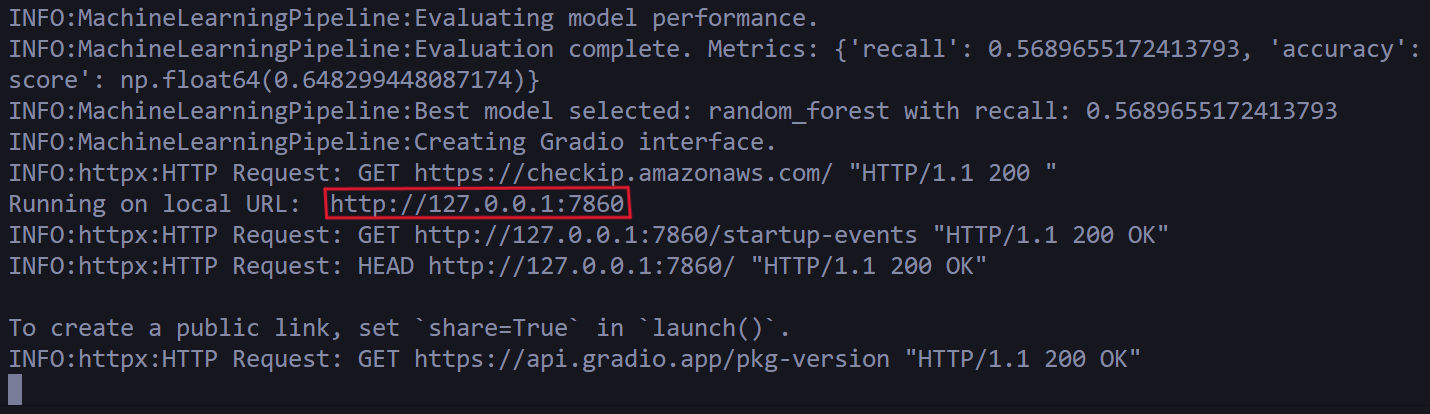 INFO:MachineLearningPipeline:Evaluating model performance.
INFO:MachineLearningPipeline:Evaluation complete. Metrics: {'recall': 0.5689655172413793, 'accuracy':
score': np.float64(0.648299448087174)}
INFO:MachineLearningPipeline:Best model selected: random_forest with recall: 0.5689655172413793
INFO:MachineLearningPipeline:Creating Gradio interface.
INFO:httpx:HTTP Request: GET https://checkip.amazonaws.com/ "HTTP/1.1 200 "
Running on local URL:  http://127.0.0.1:7860
INFO:httpx:HTTP Request: GET http://127.0.0.1:7860/startup-events "HTTP/1.1 200 OK"
INFO:httpx:HTTP Request: HEAD http://127.0.0.1:7860/ "HTTP/1.1 200 OK"
To create a public link, set `share=True` in `launch()`.
INFO:httpx:HTTP Request: GET https://api.gradio.app/pkg-version "HTTP/1.1 200 OK"